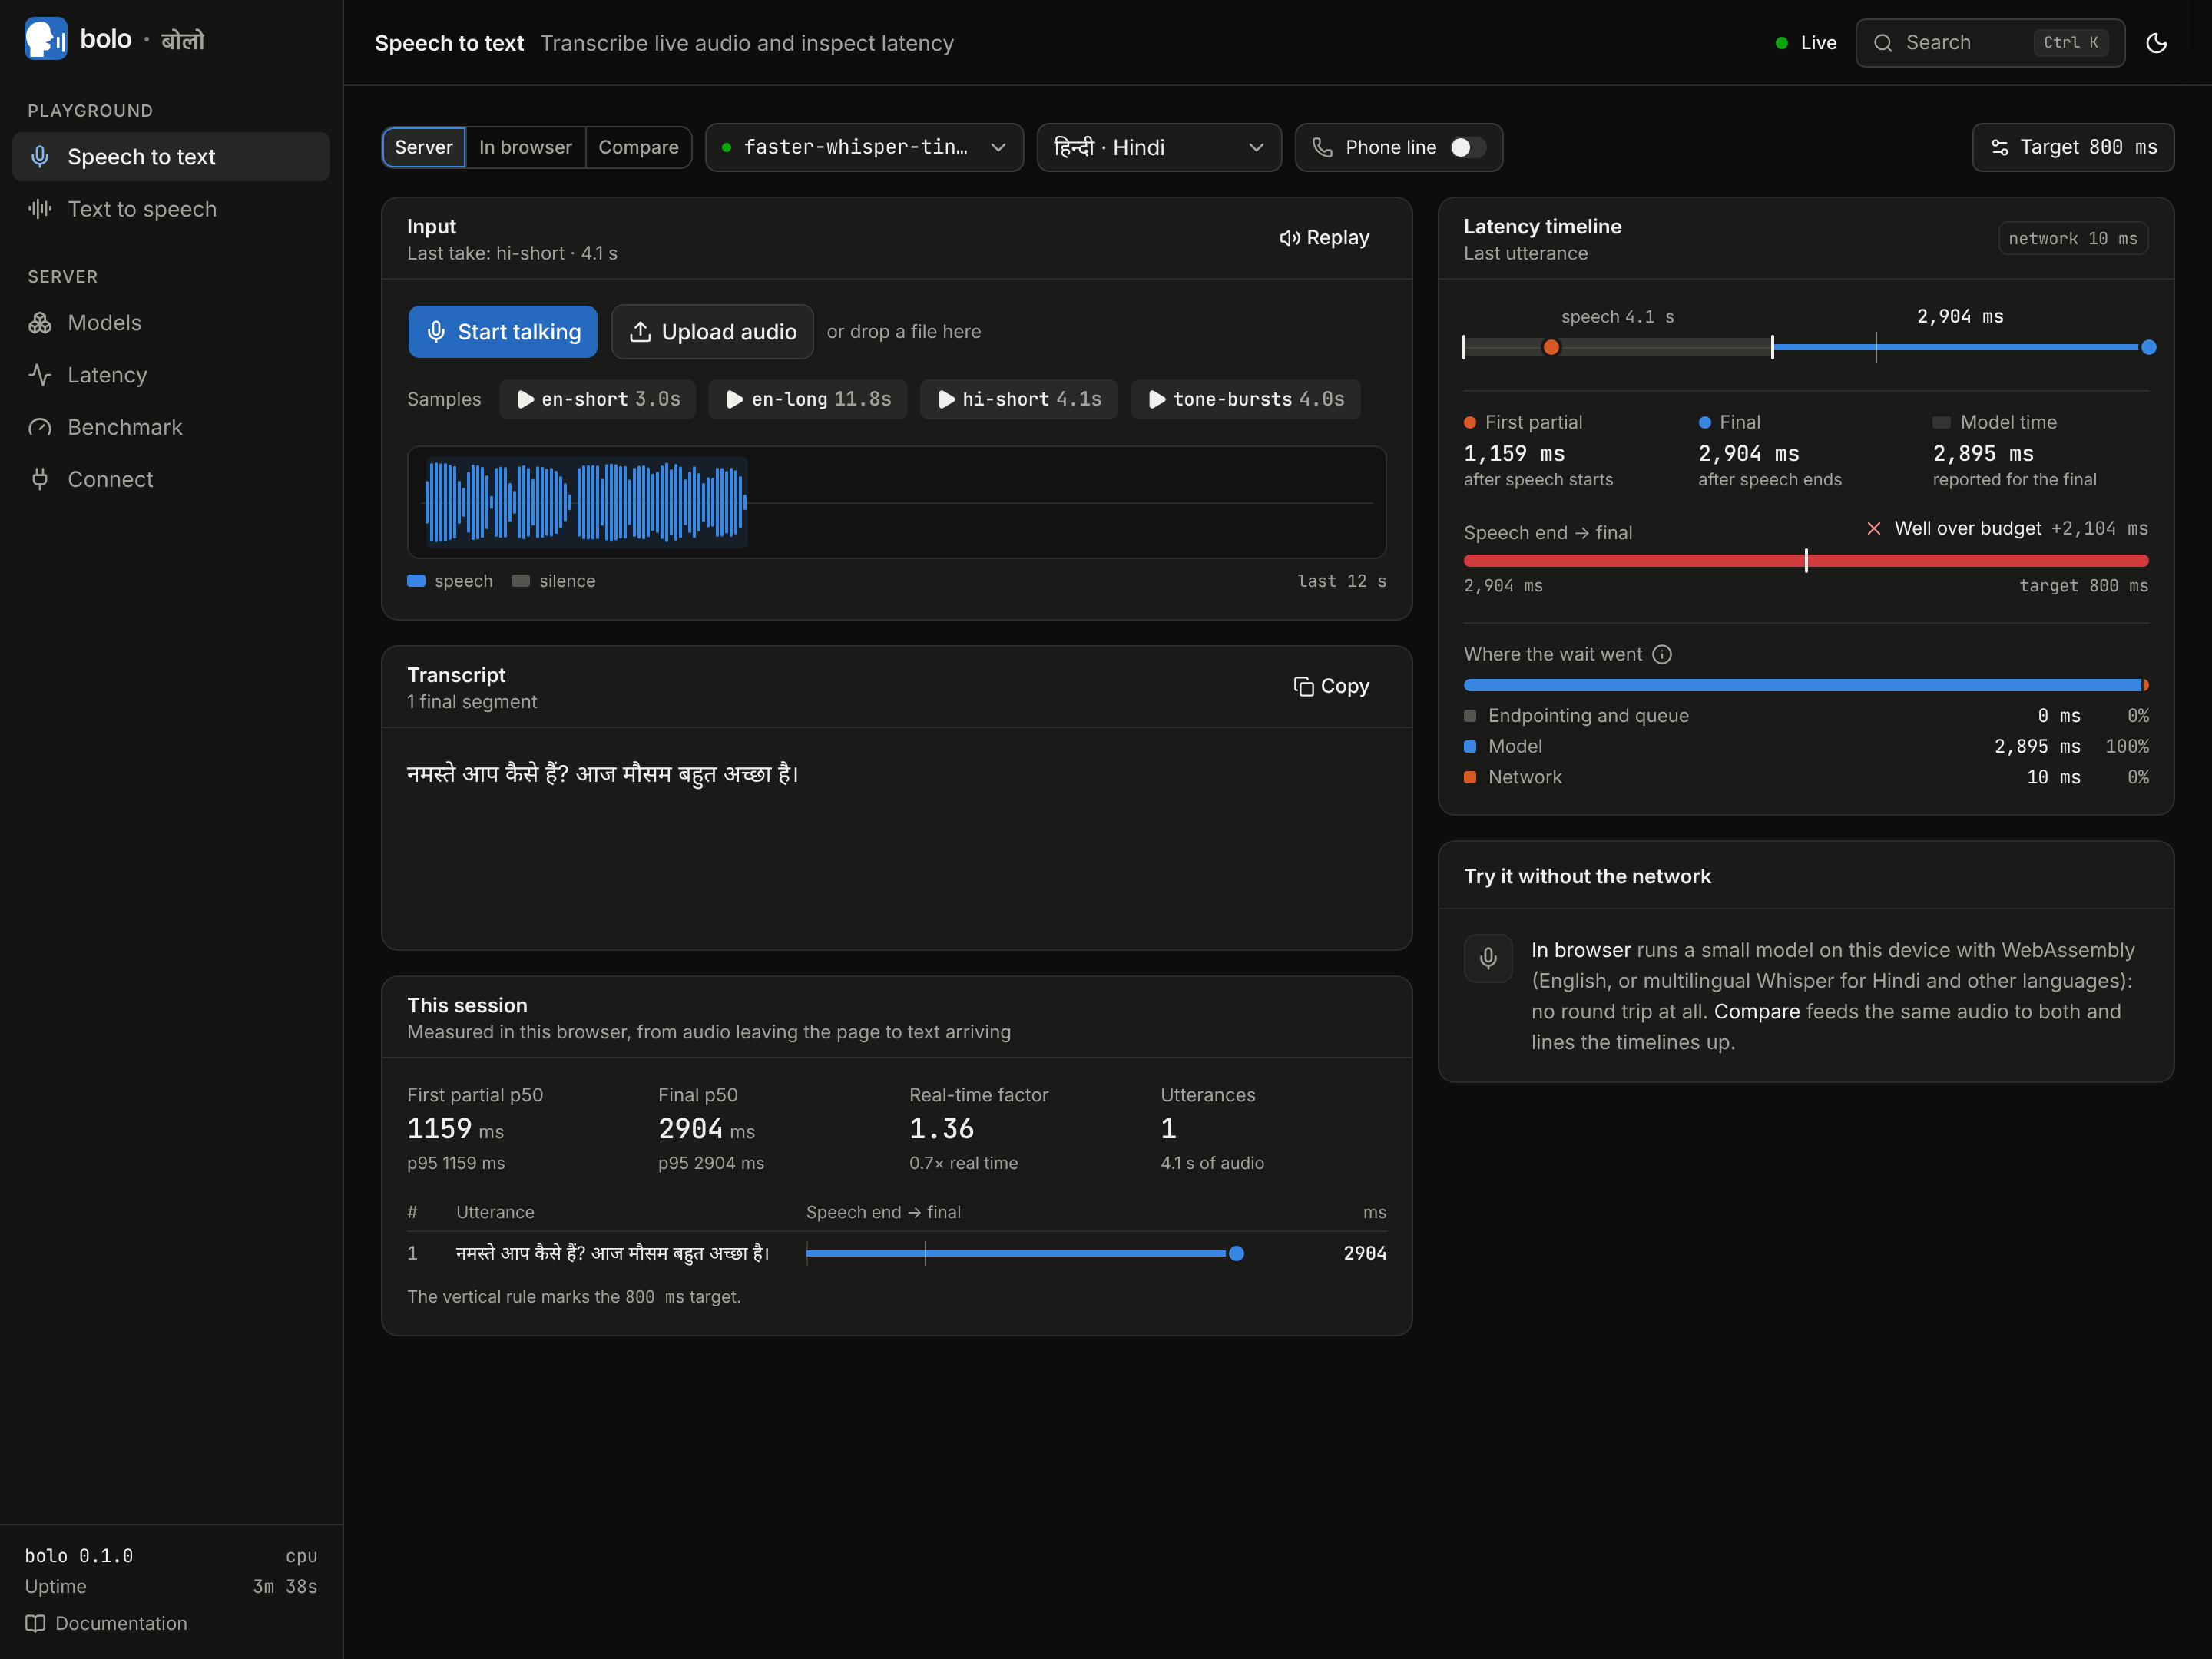 bolo · बोलो
PLAYGROUND
Speech to text
Text to speech
SERVER
Models
Latency
Benchmark
Connect
bolo 0.1.0 cpu
Uptime 3m 38s
Documentation
Speech to text Transcribe live audio and inspect latency
Live
Search Ctrl K
Server In browser Compare
faster-whisper-tin…
हिन्दी · Hindi
Phone line
Target 800 ms
Input
Last take: hi-short · 4.1 s
Replay
Start talking
Upload audio
or drop a file here
Samples en-short 3.0s en-long 11.8s hi-short 4.1s tone-bursts 4.0s
speech silence last 12 s
Transcript
1 final segment
Copy
नमस्ते आप कैसे हैं? आज मौसम बहुत अच्छा है।
This session
Measured in this browser, from audio leaving the page to text arriving
First partial p50 Final p50 Real-time factor Utterances
1159 ms 2904 ms 1.36 1
p95 1159 ms p95 2904 ms 0.7× real time 4.1 s of audio
# Utterance Speech end → final ms
1 नमस्ते आप कैसे हैं? आज मौसम बहुत अच्छा है। 2904
The vertical rule marks the 800 ms target.
Latency timeline
Last utterance
network 10 ms
speech 4.1 s 2,904 ms
First partial Final Model time
1,159 ms 2,904 ms 2,895 ms
after speech starts after speech ends reported for the final
Speech end → final Well over budget +2,104 ms
2,904 ms target 800 ms
Where the wait went
Endpointing and queue 0 ms 0%
Model 2,895 ms 100%
Network 10 ms 0%
Try it without the network
In browser runs a small model on this device with WebAssembly
(English, or multilingual Whisper for Hindi and other languages):
no round trip at all. Compare feeds the same audio to both and
lines the timelines up.